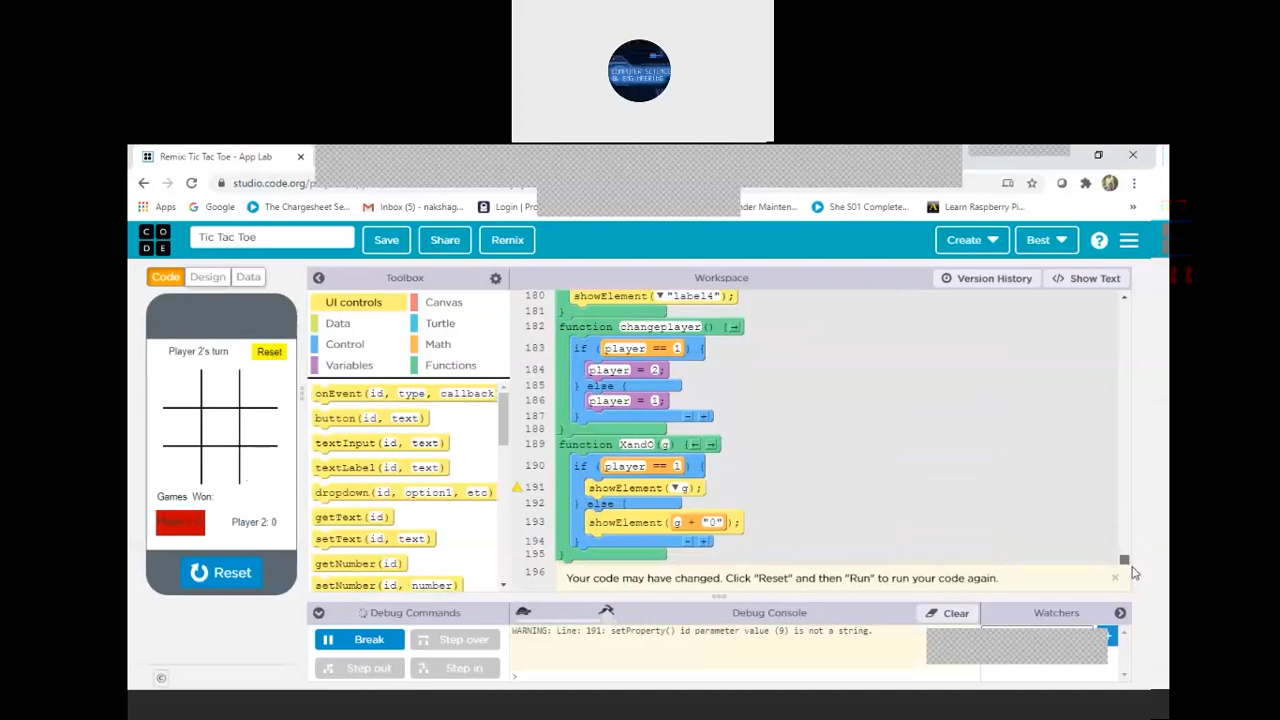 COMPUTER SCIENCE
& ENGINEERING
Remix: Tic Tac Toe - App Lab
studio.code.org/p
Apps
Google
The Chargesheet Se...
Inbox (5) - nakshag...
Login | Pro
nder Mainten...
She S01 Complete...
Learn Raspberry Pi...
»
C O
D E
Tic Tac Toe
Save
Share
Remix
Create
Best
?
Code
Design
Data
Toolbox
Workspace
Version History
</> Show Text
Player 2's turn
Reset
Games Won:
Player 2: 0
Reset
UI controls
Canvas
Data
Turtle
Control
Math
Variables
Functions
onEvent(id, type, callback
button(id, text)
textInput(id, text)
textLabel(id, text)
dropdown(id, option1, etc)
getText(id)
setText(id, text)
getNumber(id)
setNumber(id, number)
180 showElement(▼"label4");
181 }
182 function changeplayer() {
183 if (player == 1) {
184 player = 2;
185 } else {
186 player = 1;
187 } - +
188 }
189 function XandO(g) {
190 if (player == 1) {
191 showElement(▼g);
192 } else {
193 showElement(g + "0");
194 } - +
195 }
196
Your code may have changed. Click "Reset" and then "Run" to run your code again.
Debug Commands
Debug Console
Clear
Watchers
Break
Step over
Step out
Step in
WARNING: Line: 191: setProperty() id parameter value (9) is not a string.
>